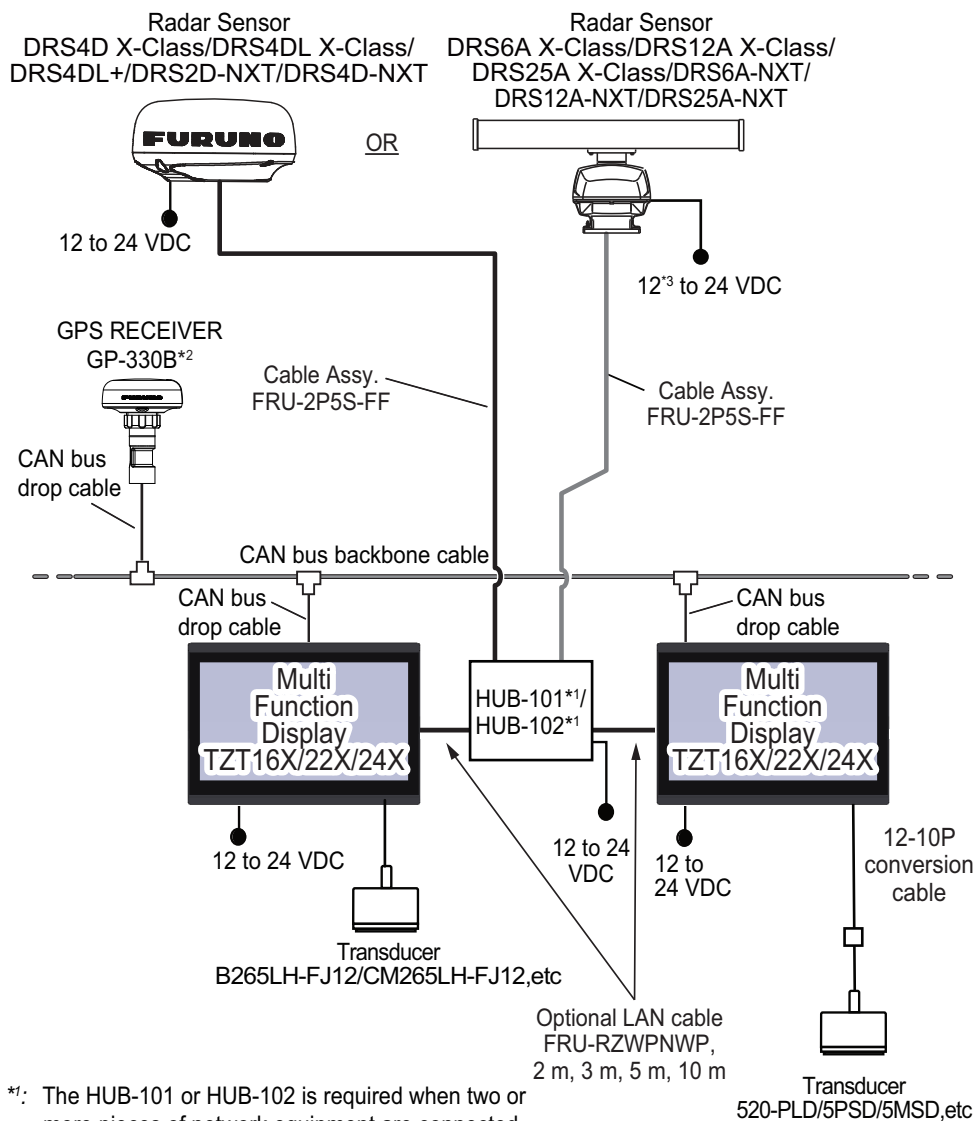 Radar Sensor
DRS4D X-Class/DRS4DL X-Class/
DRS4DL+/DRS2D-NXT/DRS4D-NXT
Radar Sensor
DRS6A X-Class/DRS12A X-Class/
DRS25A X-Class/DRS6A-NXT/
DRS12A-NXT/DRS25A-NXT
FURUNO
OR
12 to 24 VDC
12*3 to 24 VDC
GPS RECEIVER
GP-330B*2
FURUNO
Cable Assy.
FRU-2P5S-FF
Cable Assy.
FRU-2P5S-FF
CAN bus
drop cable
CAN bus backbone cable
CAN bus
drop cable
CAN bus
drop cable
Multi
Function
Display
TZT16X/22X/24X
HUB-101*1/
HUB-102*1
Multi
Function
Display
TZT16X/22X/24X
12 to 24 VDC
12 to 24
VDC
12 to
24 VDC
12-10P
conversion
cable
Transducer
B265LH-FJ12/CM265LH-FJ12,etc
Optional LAN cable
FRU-RZWPNWP,
2 m, 3 m, 5 m, 10 m
Transducer
520-PLD/5PSD/5MSD,etc
*1: The HUB-101 or HUB-102 is required when two or